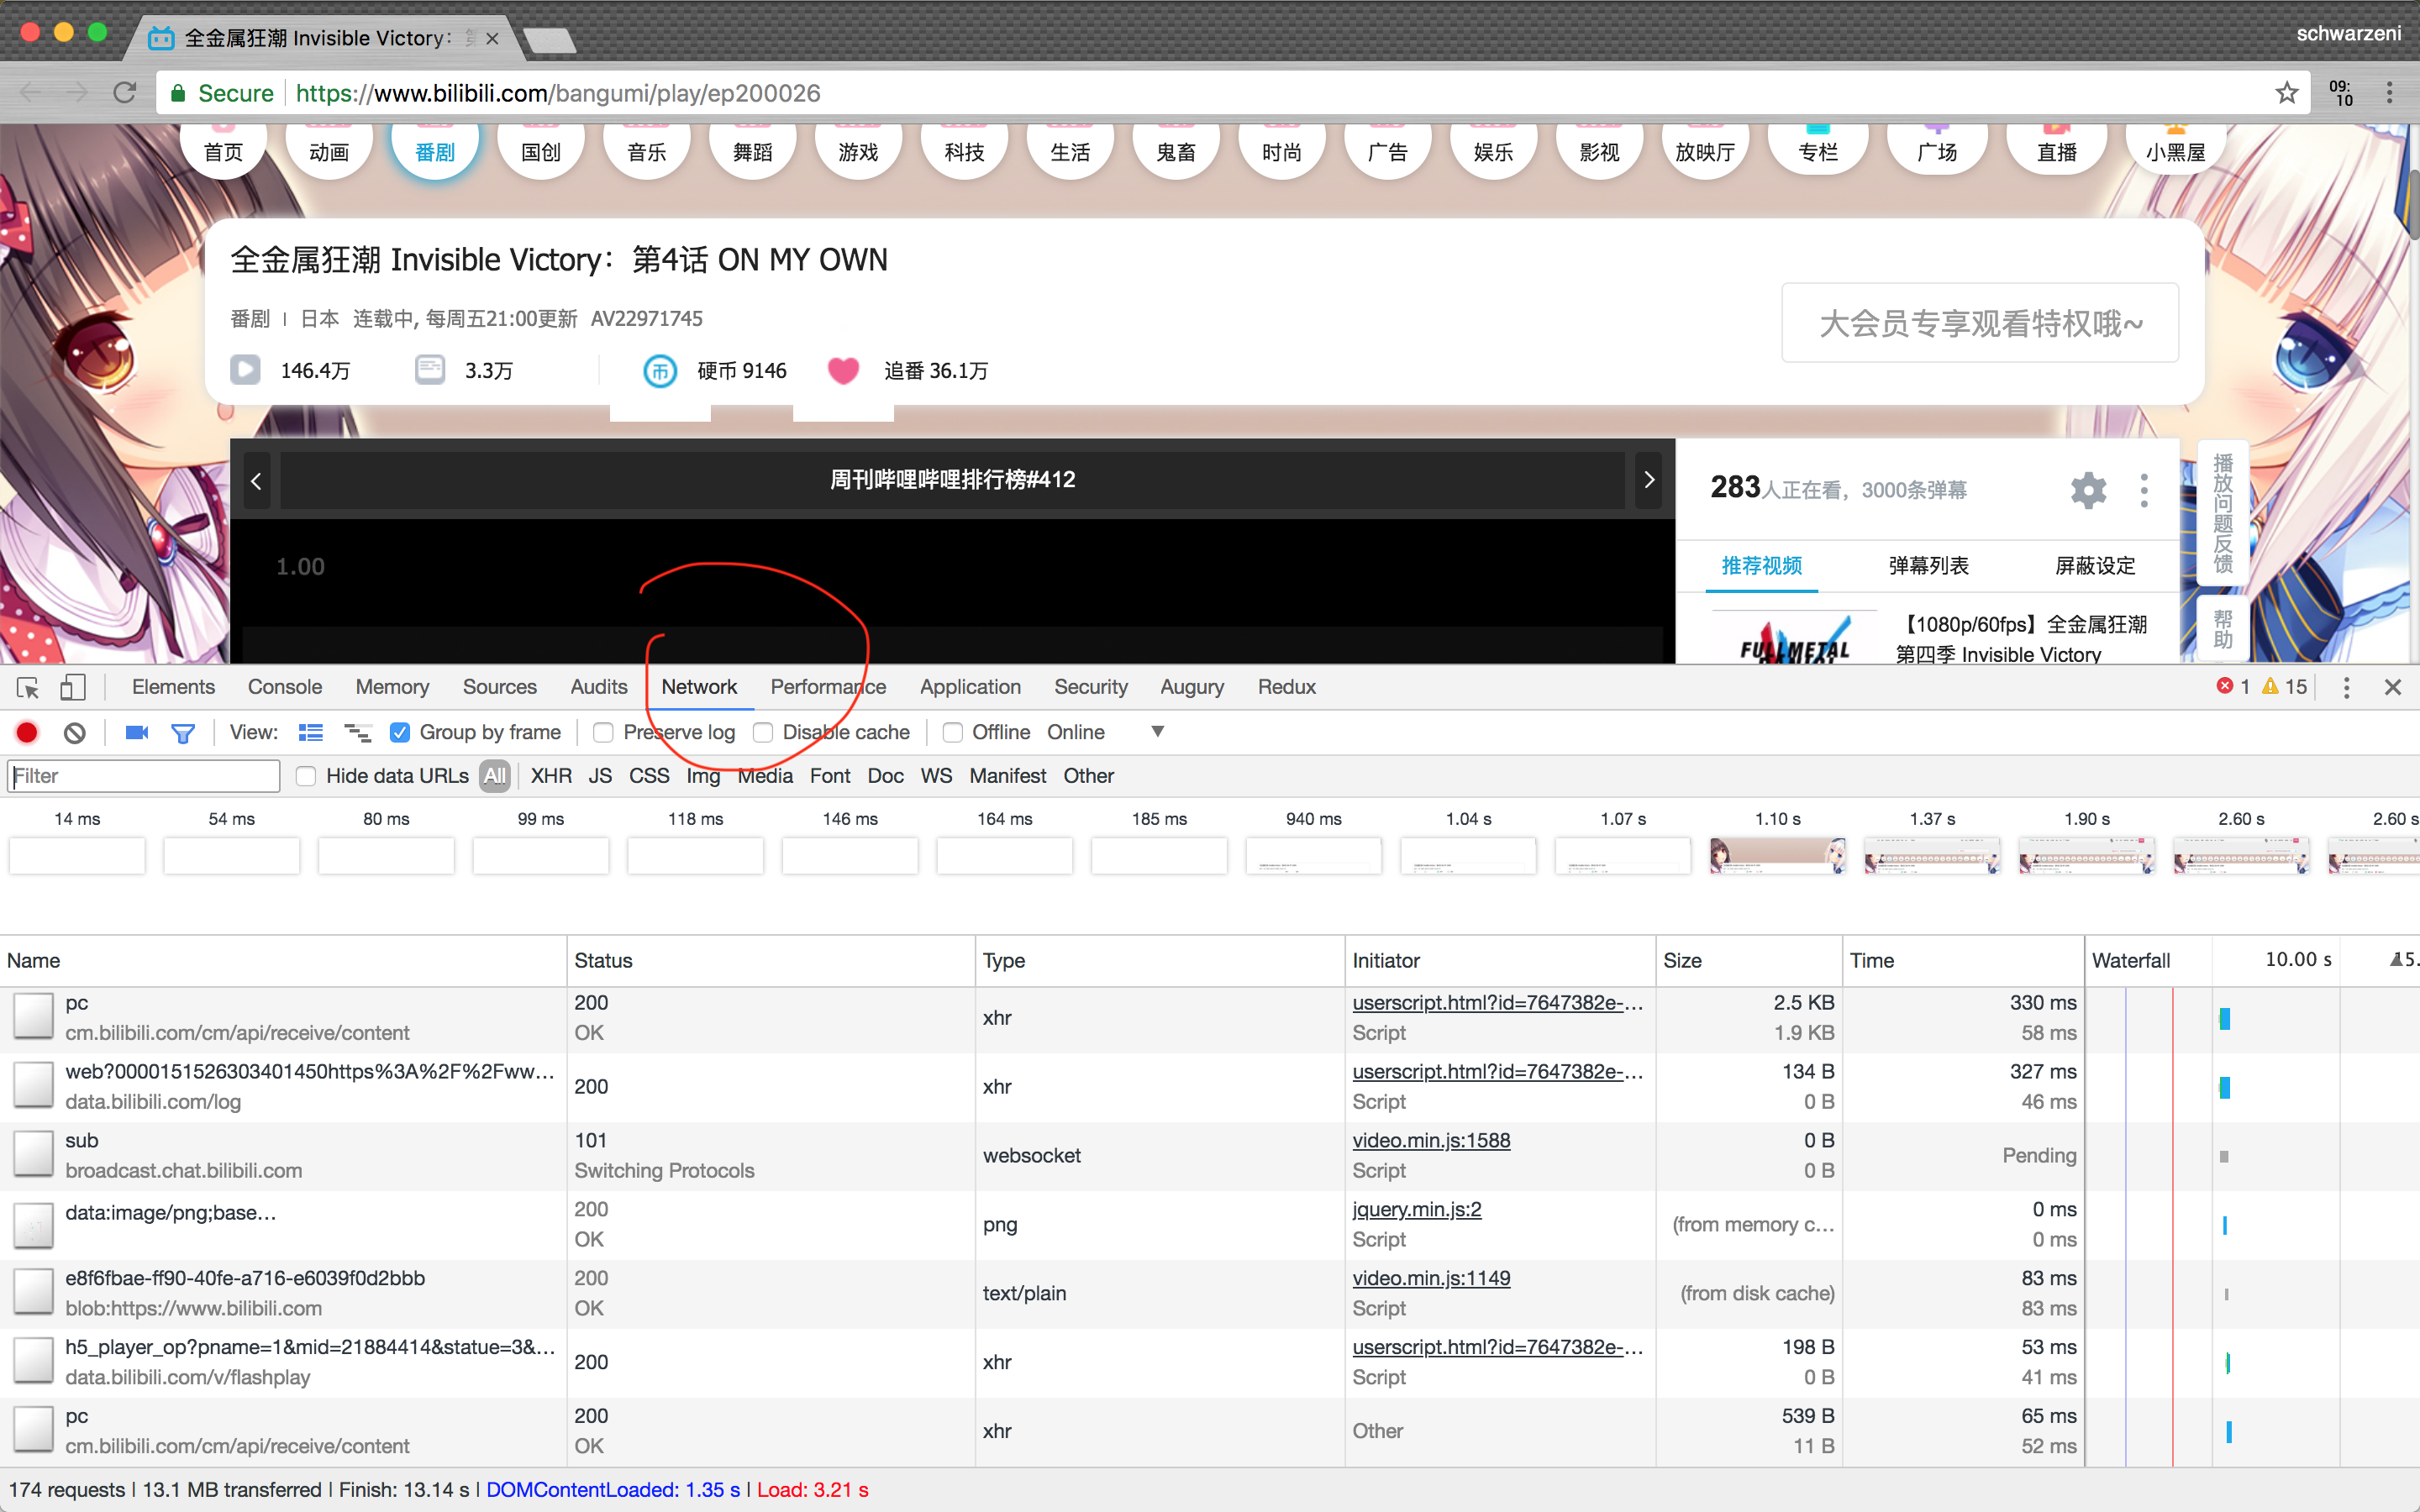 全金属狂潮 Invisible Victory：
schwarzeni
Secure https://www.bilibili.com/bangumi/play/ep200026
09:
10
首页 动画 番剧 国创 音乐 舞蹈 游戏 科技 生活 鬼畜 时尚 广告 娱乐 影视 放映厅 专栏 广场 直播 小黑屋
全金属狂潮 Invisible Victory：第4话 ON MY OWN
番剧 日本 连载中, 每周五21:00更新 AV22971745
大会员专享观看特权哦~
146.4万 3.3万 硬币 9146 追番 36.1万
周刊哔哩哔哩排行榜#412
283人正在看，3000条弹幕
播放问题反馈
1.00
推荐视频 弹幕列表 屏蔽设定
帮助
【1080p/60fps】全金属狂潮
第四季 Invisible Victory
FULLMETAL
Elements Console Memory Sources Audits Network Performance Application Security Augury Redux 1 15
View: Group by frame Preserve log Disable cache Offline Online
Filter Hide data URLs All XHR JS CSS Img Media Font Doc WS Manifest Other
14 ms 54 ms 80 ms 99 ms 118 ms 146 ms 164 ms 185 ms 940 ms 1.04 s 1.07 s 1.10 s 1.37 s 1.90 s 2.60 s 2.60 s
Name Status Type Initiator Size Time Waterfall 10.00 s 15.
pc 200 xhr userscript.html?id=7647382e-… 2.5 KB 330 ms
cm.bilibili.com/cm/api/receive/content OK Script 1.9 KB 58 ms
web?0000151526303401450https%3A%2F%2Fww… 200 xhr userscript.html?id=7647382e-… 134 B 327 ms
data.bilibili.com/log Script 0 B 46 ms
sub 101 websocket video.min.js:1588 0 B Pending
broadcast.chat.bilibili.com Switching Protocols Script 0 B
data:image/png;base… 200 png jquery.min.js:2 (from memory c… 0 ms
OK Script 0 ms
e8f6fbae-ff90-40fe-a716-e6039f0d2bbb 200 text/plain video.min.js:1149 (from disk cache) 83 ms
blob:https://www.bilibili.com OK Script 83 ms
h5_player_op?pname=1&mid=21884414&statue=3&… 200 xhr userscript.html?id=7647382e-… 198 B 53 ms
data.bilibili.com/v/flashplay Script 0 B 41 ms
pc 200 xhr Other 539 B 65 ms
cm.bilibili.com/cm/api/receive/content OK 11 B 52 ms
174 requests | 13.1 MB transferred | Finish: 13.14 s | DOMContentLoaded: 1.35 s | Load: 3.21 s